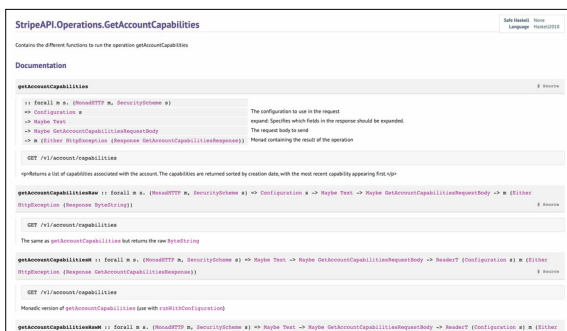 StripeAPI.Operations.GetAccountCapabilities
Safe Haskell None
Language Haskell2010
Contains the different functions to run the operation getAccountCapabilities
Documentation
getAccountCapabilities
# Source
:: forall m s. (MonadHTTP m, SecurityScheme s)
=> Configuration s The configuration to use in the request
-> Maybe Text expand: Specifies which fields in the response should be expanded.
-> Maybe GetAccountCapabilitiesRequestBody The request body to send
-> m (Either HttpException (Response GetAccountCapabilitiesResponse)) Monad containing the result of the operation
GET /v1/account/capabilities
<p>Returns a list of capabilities associated with the account. The capabilities are returned sorted by creation date, with the most recent capability appearing first.</p>
getAccountCapabilitiesRaw :: forall m s. (MonadHTTP m, SecurityScheme s) => Configuration s -> Maybe Text -> Maybe GetAccountCapabilitiesRequestBody -> m (Either
HttpException (Response ByteString))
# Source
GET /v1/account/capabilities
The same as getAccountCapabilities but returns the raw ByteString
getAccountCapabilitiesM :: forall m s. (MonadHTTP m, SecurityScheme s) => Maybe Text -> Maybe GetAccountCapabilitiesRequestBody -> ReaderT (Configuration s) m (Either
HttpException (Response GetAccountCapabilitiesResponse))
# Source
GET /v1/account/capabilities
Monadic version of getAccountCapabilities (use with runWithConfiguration)
getAccountCapabilitiesRawM :: forall m s. (MonadHTTP m, SecurityScheme s) => Maybe Text -> Maybe GetAccountCapabilitiesRequestBody -> ReaderT (Configuration s) m (Either